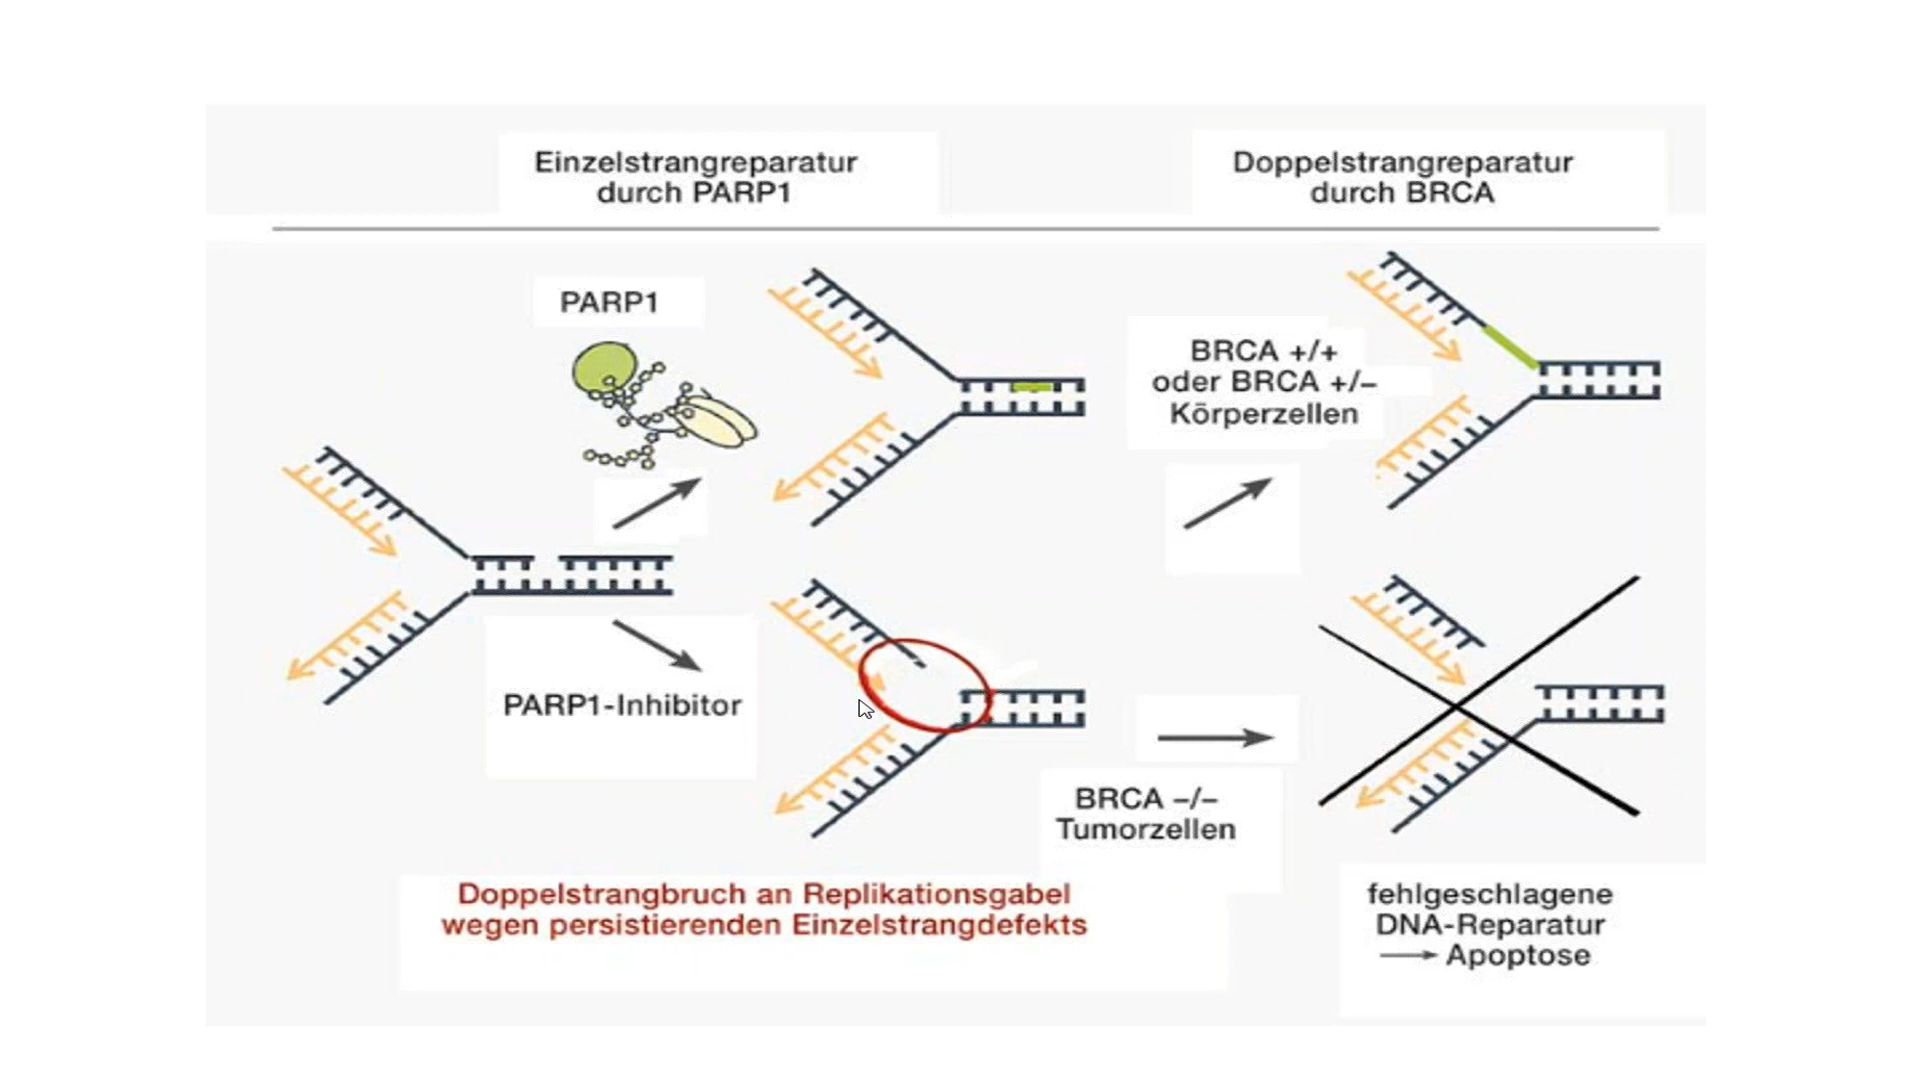 Einzelstrangreparatur
durch PARP1
Doppelstrangreparatur
durch BRCA
PARP1
BRCA +/+
oder BRCA +/–
Körperzellen
PARP1-Inhibitor
BRCA –/–
Tumorzellen
Doppelstrangbruch an Replikationsgabel
wegen persistierenden Einzelstrangdefekts
fehlgeschlagene
DNA-Reparatur
→ Apoptose